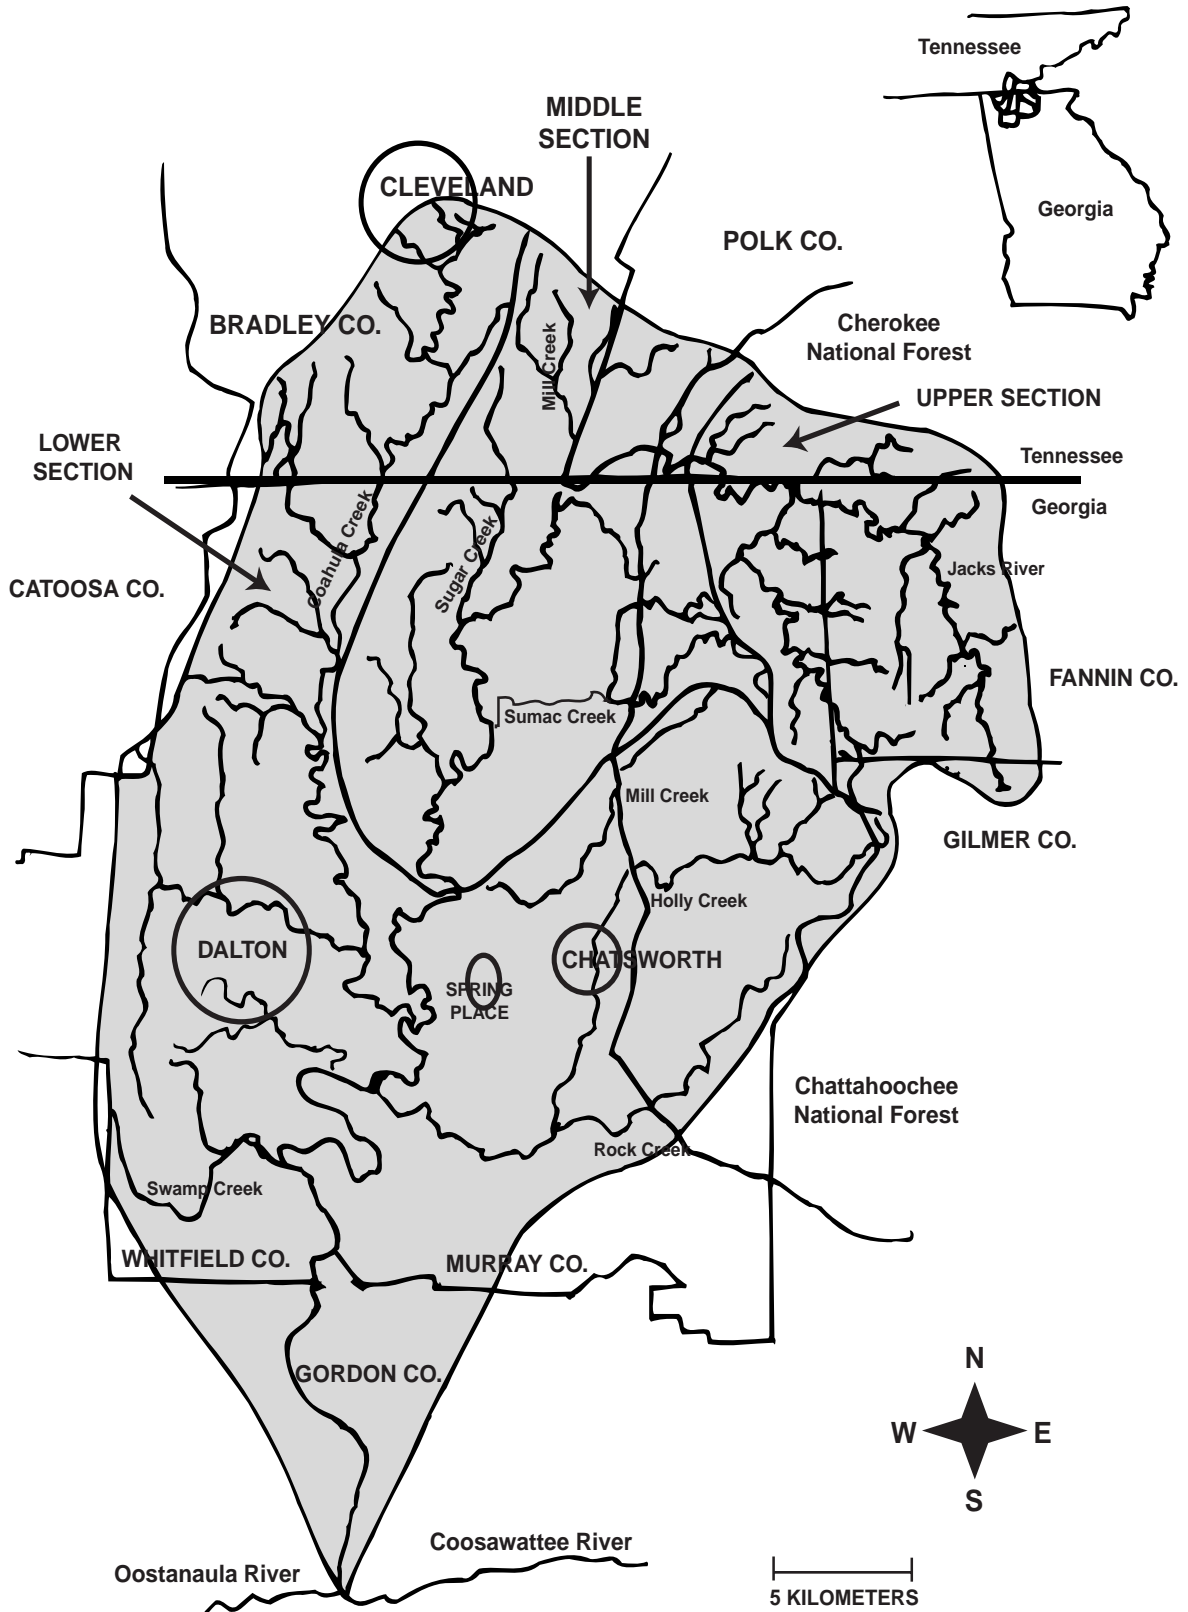 Tennessee
MIDDLE
SECTION
CLEVELAND
Georgia
POLK CO.
BRADLEY CO.
Cherokee
National Forest
Mill Creek
UPPER SECTION
LOWER
SECTION
Tennessee
Georgia
Coahulla Creek
Sugar Creek
Jacks River
CATOOSA CO.
FANNIN CO.
Sumac Creek
Mill Creek
GILMER CO.
Holly Creek
DALTON
CHATSWORTH
SPRING
PLACE
Chattahoochee
National Forest
Rock Creek
Swamp Creek
WHITFIELD CO.
MURRAY CO.
GORDON CO.
N
W
E
S
Coosawattee River
Oostanaula River
5 KILOMETERS